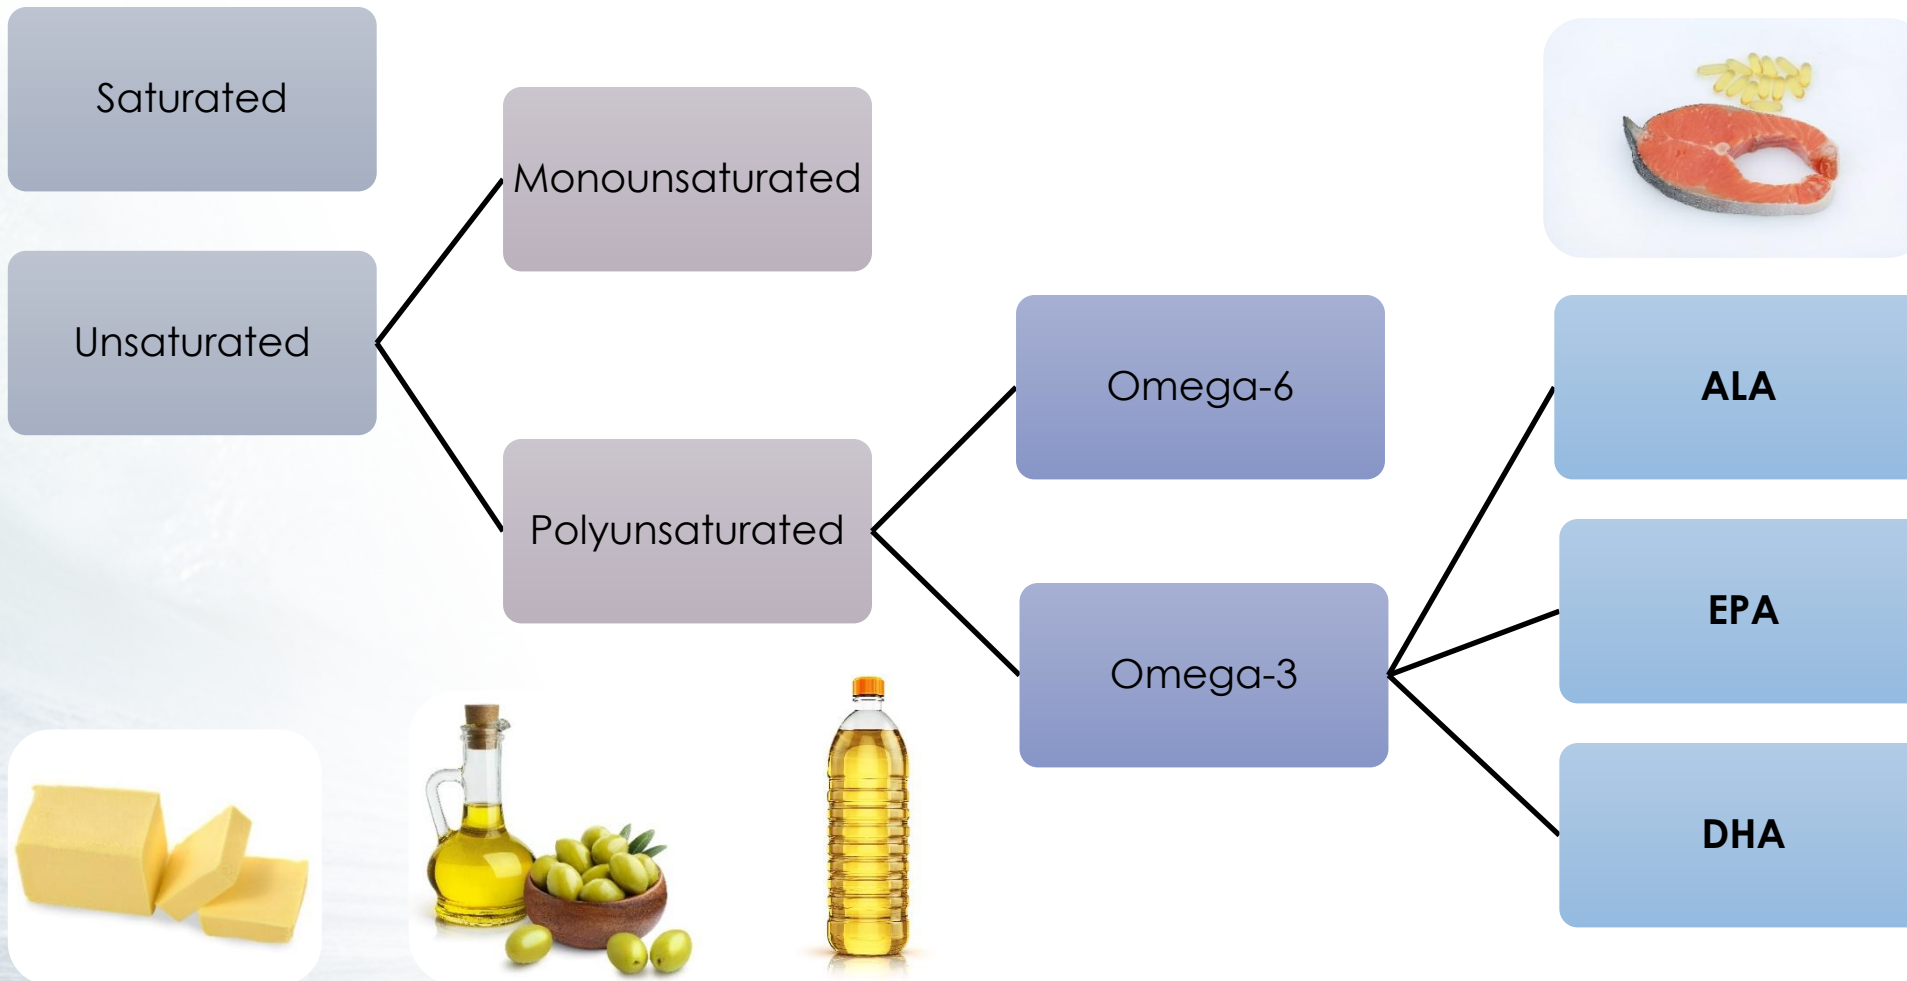 Saturated
Unsaturated
Monounsaturated
Polyunsaturated
Omega-6
Omega-3
ALA
EPA
DHA